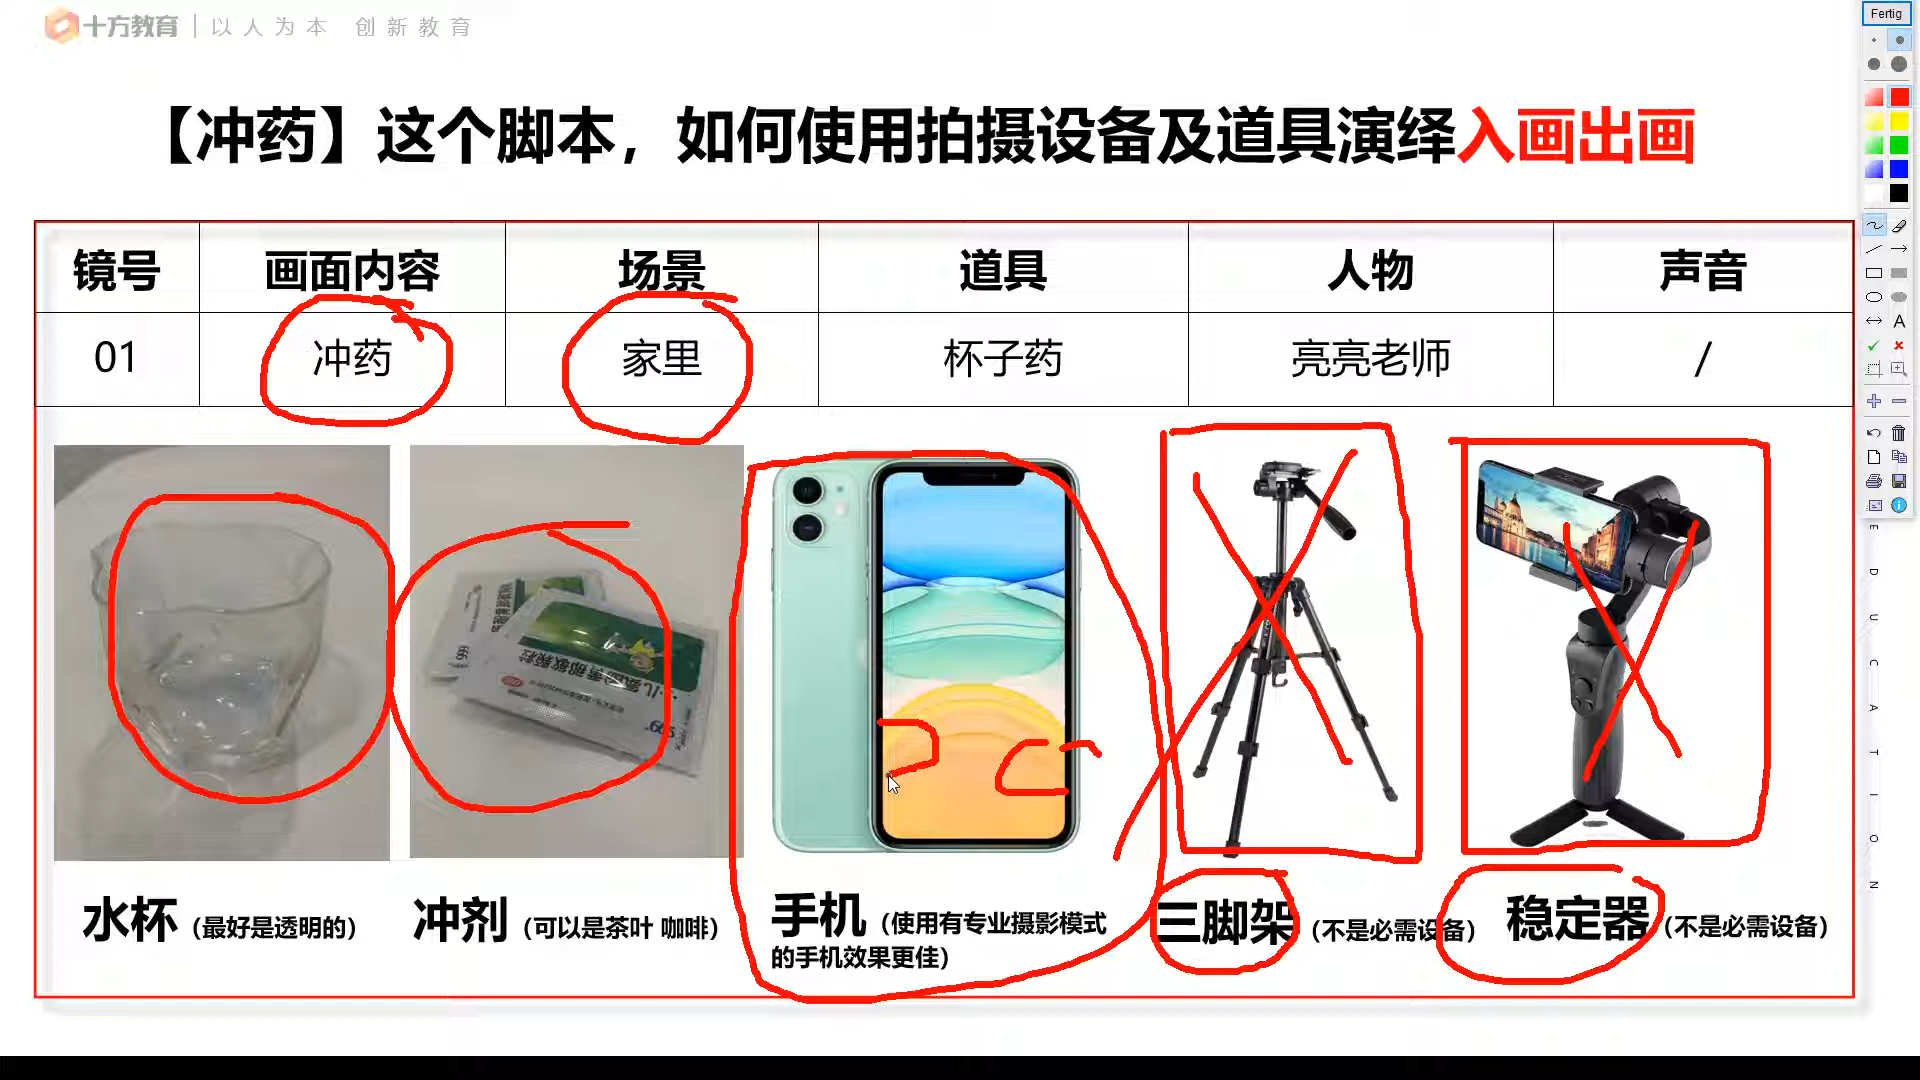 十方教育 | 以人为本 创新教育
Fertig
【冲药】这个脚本，如何使用拍摄设备及道具演绎入画出画
镜号 画面内容 场景 道具 人物 声音
01 冲药 家里 杯子药 亮亮老师 /
999
水杯（最好是透明的）
冲剂（可以是茶叶 咖啡）
手机（使用有专业摄影模式
的手机效果更佳）
三脚架（不是必需设备）
稳定器（不是必需设备）
A
E D U C A T I O N